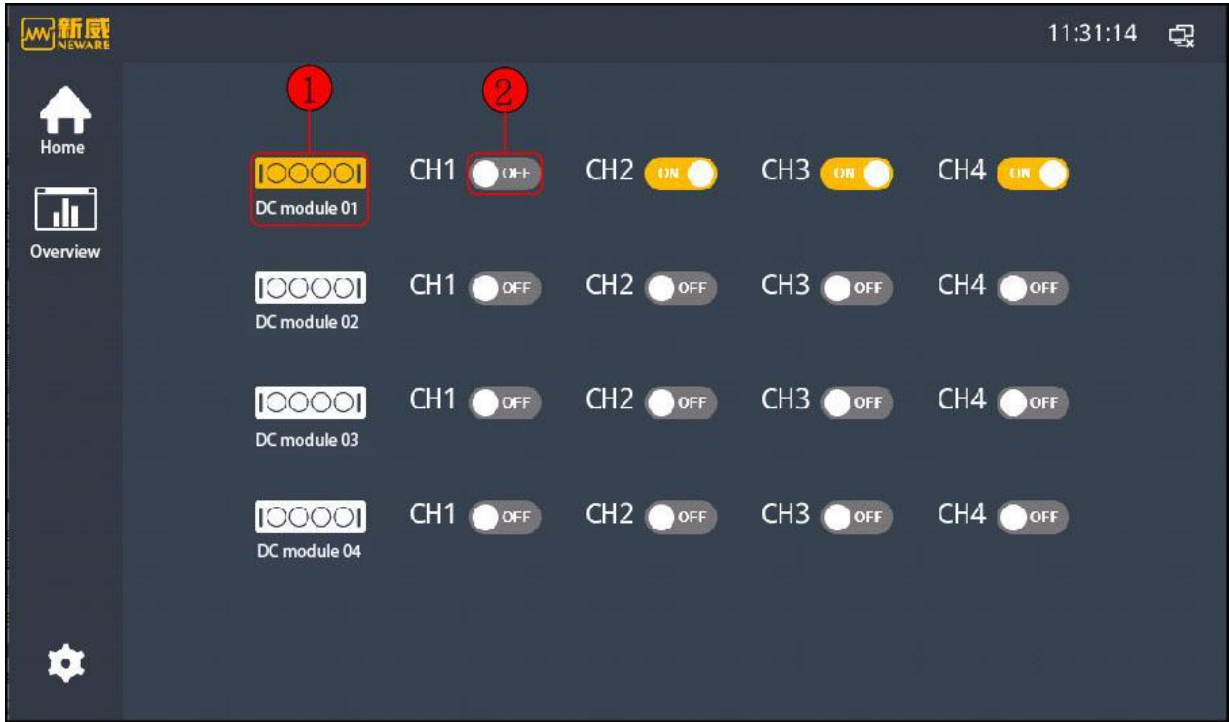 新威
NEWARE
11:31:14
1
2
Home
CH1 OFF
CH2 ON
CH3 ON
CH4 ON
DC module 01
Overview
CH1 OFF
CH2 OFF
CH3 OFF
CH4 OFF
DC module 02
CH1 OFF
CH2 OFF
CH3 OFF
CH4 OFF
DC module 03
CH1 OFF
CH2 OFF
CH3 OFF
CH4 OFF
DC module 04